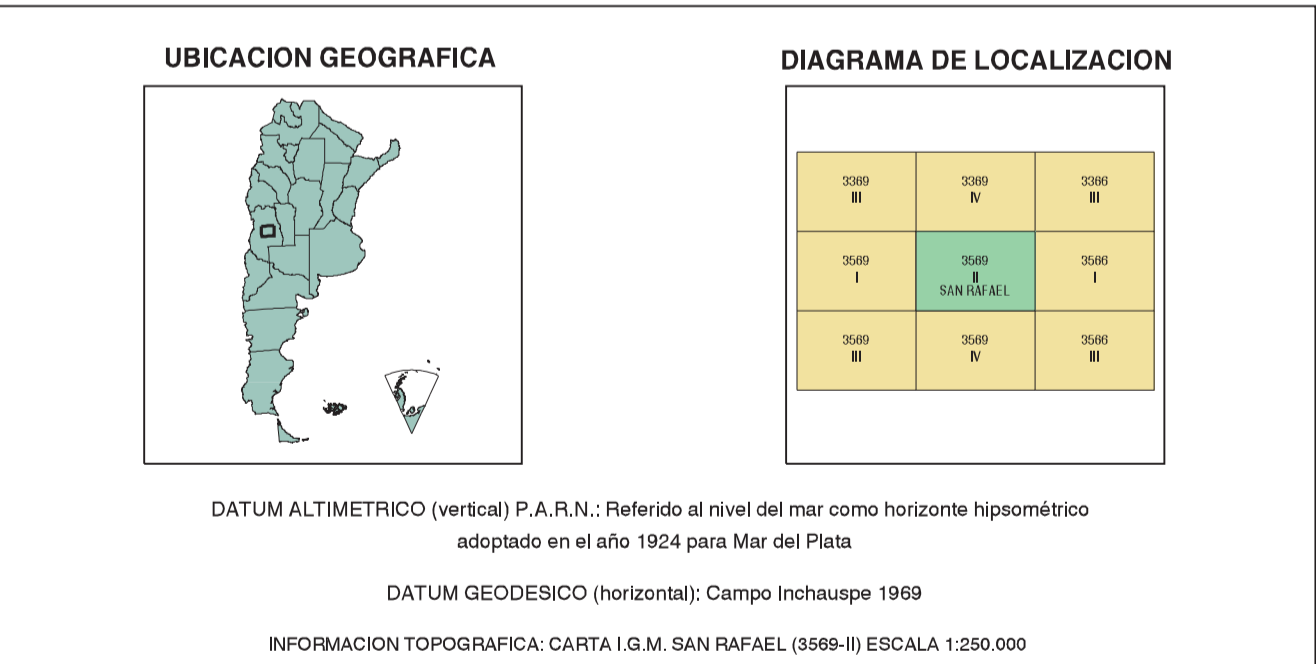 UBICACION GEOGRAFICA
DIAGRAMA DE LOCALIZACION
3369
III
3369
IV
3366
III
3569
I
3569
II
SAN RAFAEL
3566
I
3569
III
3569
IV
3566
III
DATUM ALTIMETRICO (vertical) P.A.R.N.: Referido al nivel del mar como horizonte hipsométrico
adoptado en el año 1924 para Mar del Plata
DATUM GEODESICO (horizontal): Campo Inchauspe 1969
INFORMACION TOPOGRAFICA: CARTA I.G.M. SAN RAFAEL (3569-II) ESCALA 1:250.000